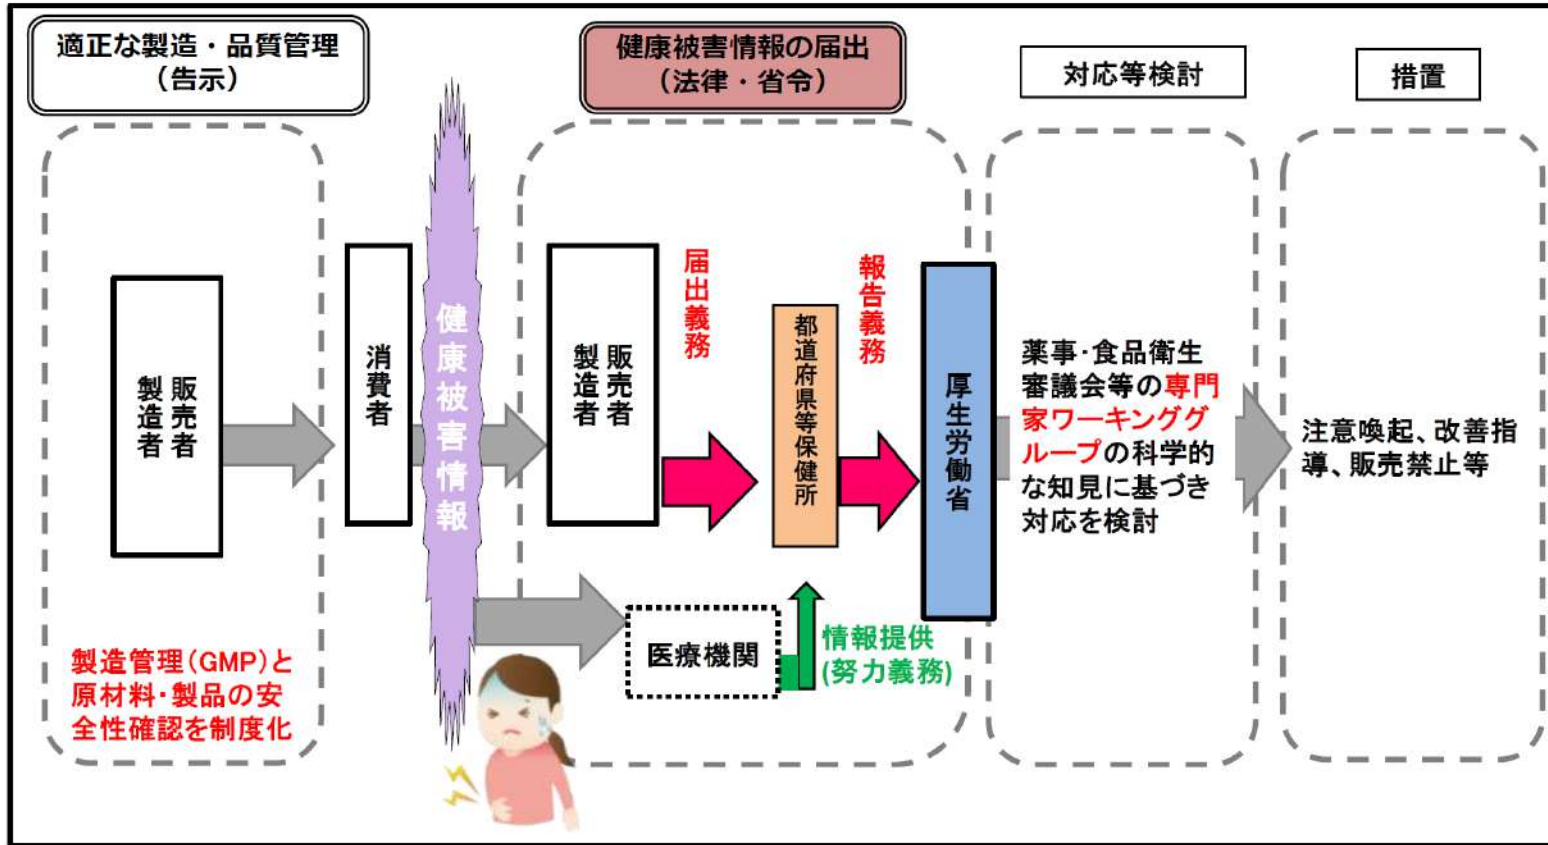 適正な製造・品質管理
（告示）
健康被害情報の届出
（法律・省令）
対応等検討
措置
販売者
製造者
製造管理（GMP）と
原材料・製品の安
全性確認を制度化
消費者
健康被害情報
販売者
製造者
届出義務
都道府県等保健所
報告義務
厚生労働省
医療機関
情報提供
(努力義務)
薬事・食品衛生
審議会等の専門
家ワーキンググ
ループの科学的
な知見に基づき
対応を検討
注意喚起、改善指
導、販売禁止等